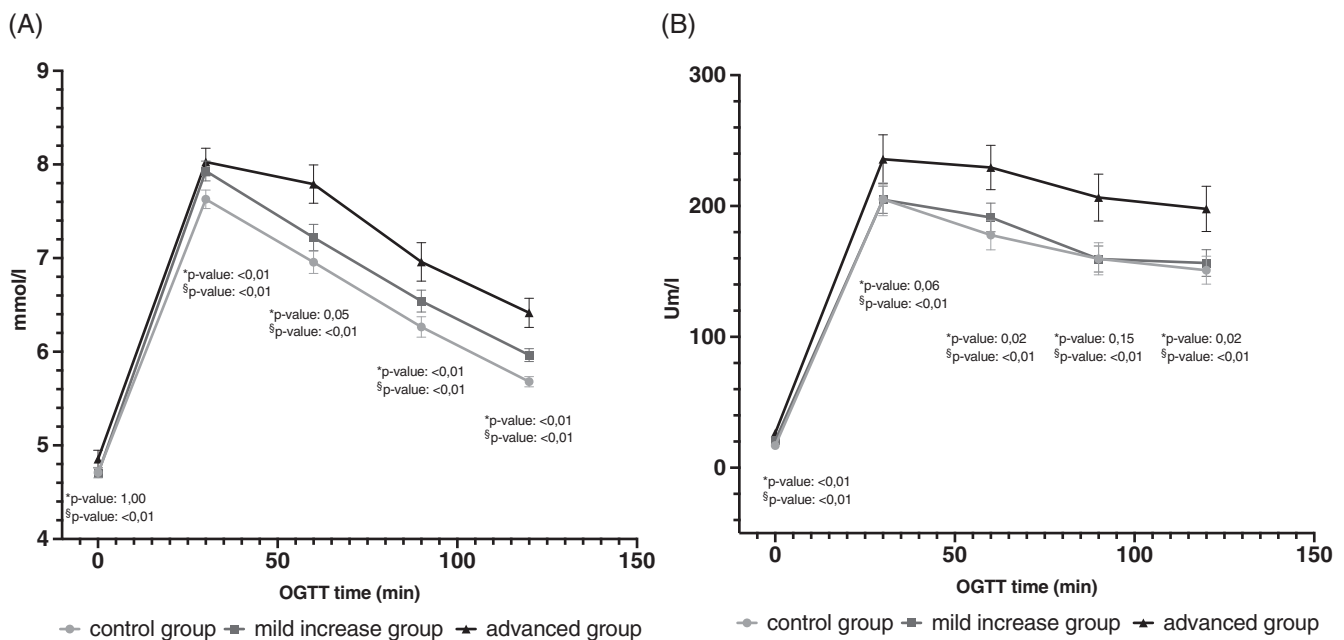 (A)
9
8
7
6
5
4
mmol/l
*p-value: <0,01
§p-value: <0,01
*p-value: 0,05
§p-value: <0,01
*p-value: <0,01
§p-value: <0,01
*p-value: <0,01
§p-value: <0,01
*p-value: 1,00
§p-value: <0,01
0 50 100 150
OGTT time (min)
control group mild increase group advanced group
(B)
300
200
100
0
Um/l
*p-value: 0,06
§p-value: <0,01
*p-value: 0,02 *p-value: 0,15 *p-value: 0,02
§p-value: <0,01 §p-value: <0,01 §p-value: <0,01
*p-value: <0,01
§p-value: <0,01
0 50 100 150
OGTT time (min)
control group mild increase group advanced group